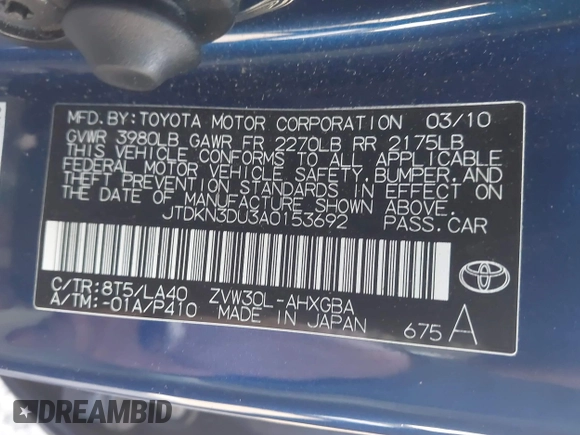 MFD.BY:TOYOTA MOTOR CORPORATION 03/10
GVWR 3980LB GAWR FR 2270LB RR 2175LB
THIS VEHICLE CONFORMS TO ALL APPLICABLE
FEDERAL MOTOR VEHICLE SAFETY,BUMPER,AND
THEFT PREVENTION STANDARDS IN EFFECT ON
THE DATE OF MANUFACTURE SHOWN ABOVE.
JTDKN3DU3A0153692 PASS.CAR
C/TR:8T5/LA40 ZVW30L-AHXGBA
A/TM:-01A/P410 MADE IN JAPAN 675 A
DREAMBID